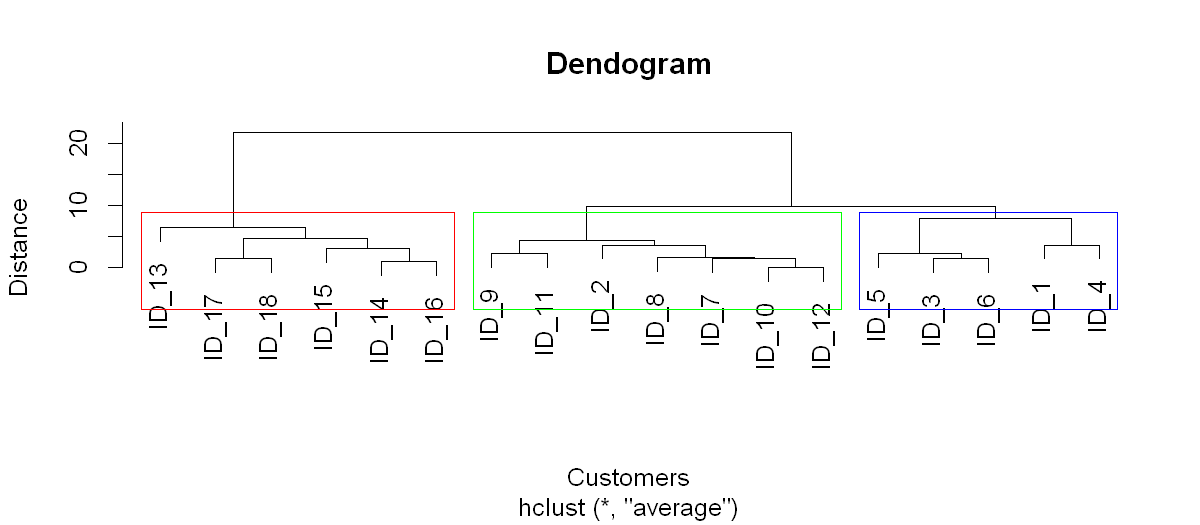 Dendogram
Distance
20
10
0
ID_13
ID_17
ID_18
ID_15
ID_14
ID_16
ID_9
ID_11
ID_2
ID_8
ID_7
ID_10
ID_12
ID_5
ID_3
ID_6
ID_1
ID_4
Customers
hclust (*, "average")